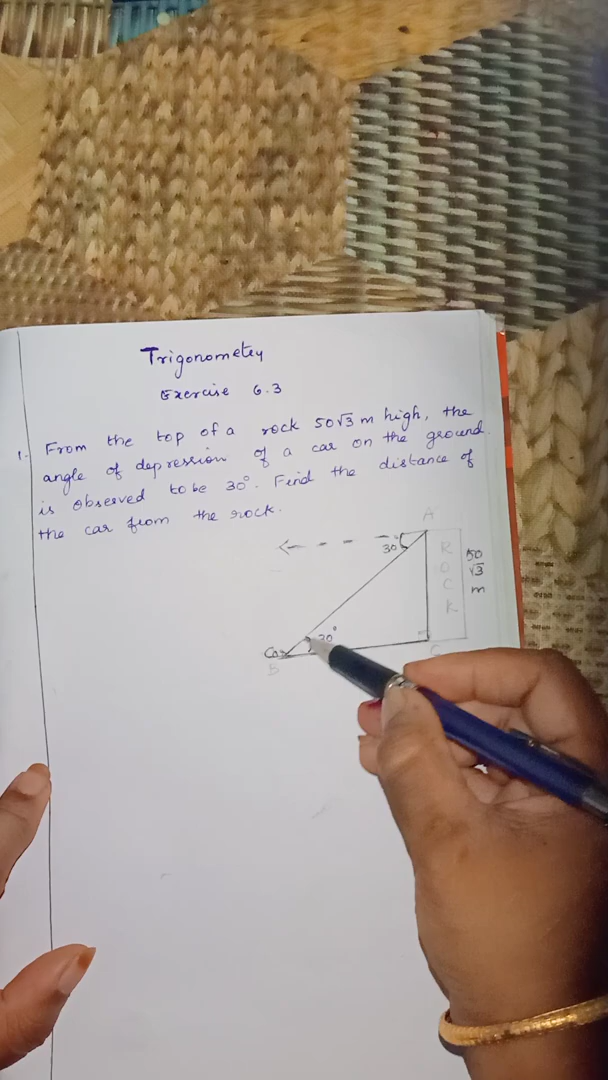 Trigonometry
Exercise 6.3
1. From the top of a rock 50√3 m high, the
angle of depression of a car on the ground
is observed to be 30°. Find the distance of
the car from the rock.
A
30
R
O
C
K
50
√3
m
30°
Car
B
C